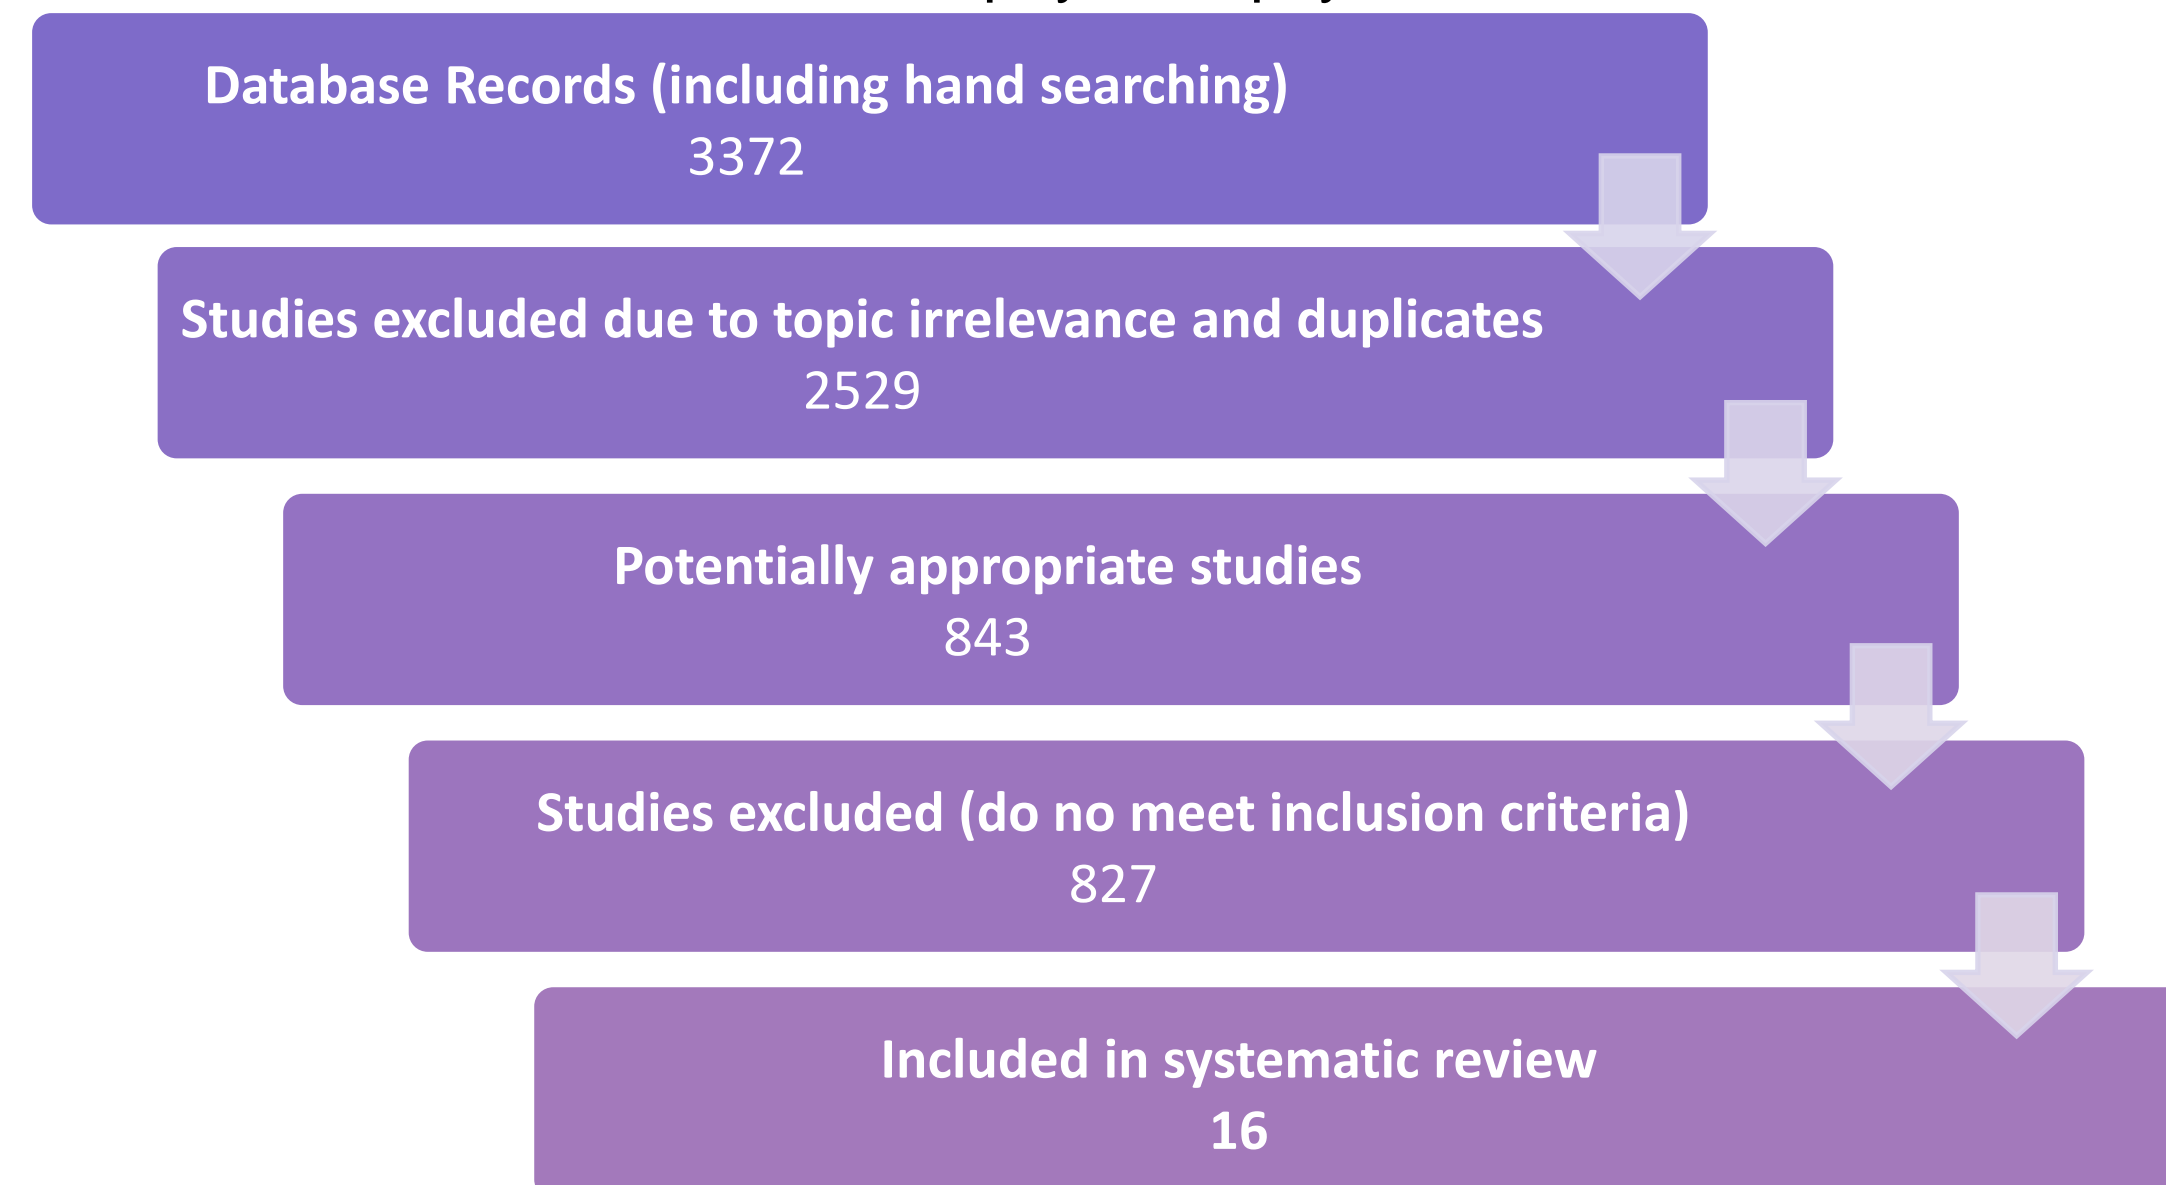 Database Records (including hand searching)
3372
Studies excluded due to topic irrelevance and duplicates
2529
Potentially appropriate studies
843
Studies excluded (do no meet inclusion criteria)
827
Included in systematic review
16